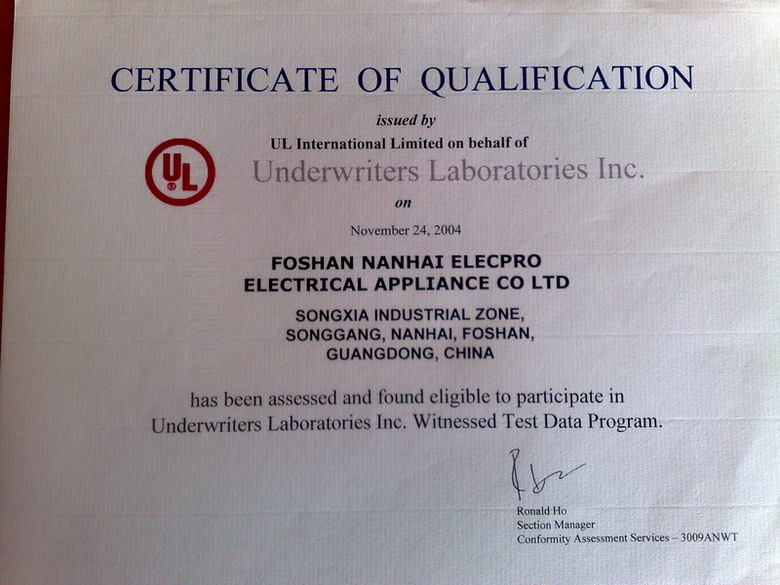 CERTIFICATE OF QUALIFICATION
issued by
UL International Limited on behalf of
UL®
Underwriters Laboratories Inc.
on
November 24, 2004
FOSHAN NANHAI ELECPRO
ELECTRICAL APPLIANCE CO LTD
SONGXIA INDUSTRIAL ZONE,
SONGGANG, NANHAI, FOSHAN,
GUANGDONG, CHINA
has been assessed and found eligible to participate in
Underwriters Laboratories Inc. Witnessed Test Data Program.
Ronald Ho
Section Manager
Conformity Assessment Services – 3009ANWT